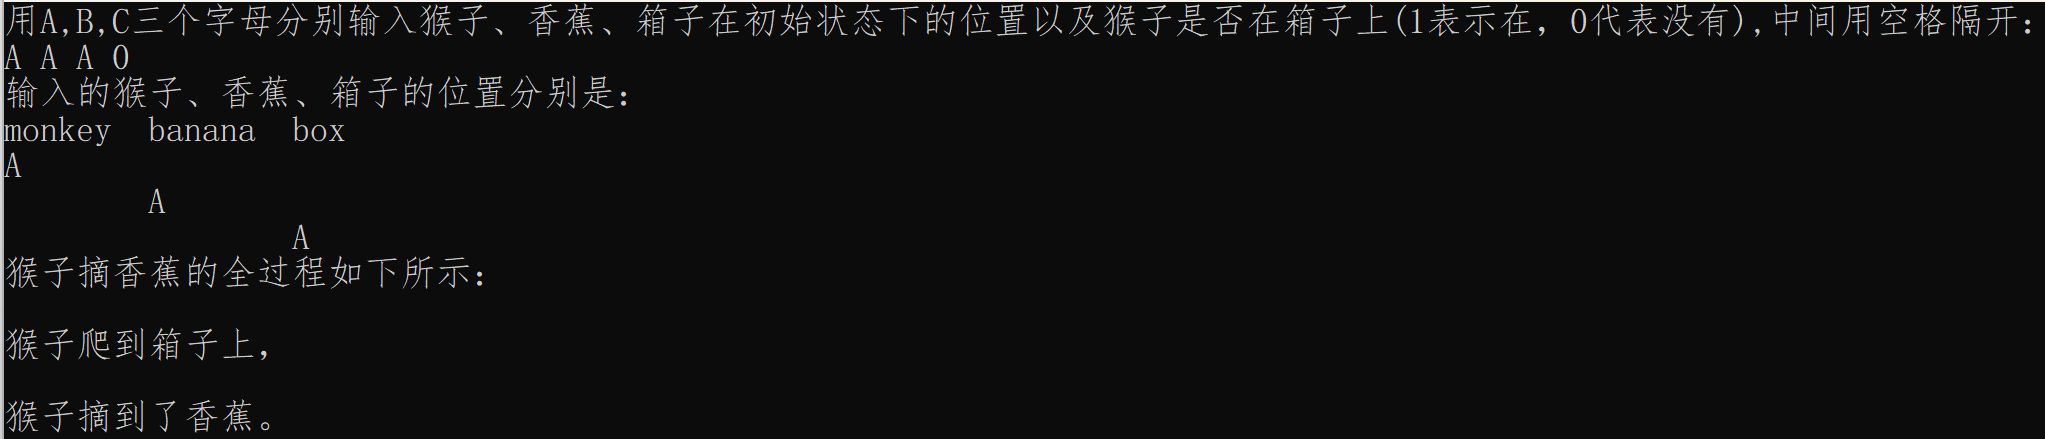 用A,B,C三个字母分别输入猴子、香蕉、箱子在初始状态下的位置以及猴子是否在箱子上(1表示在，0代表没有),中间用空格隔开：
A A A 0
输入的猴子、香蕉、箱子的位置分别是：
monkey  banana  box
A
A
A
猴子摘香蕉的全过程如下所示：
猴子爬到箱子上，
猴子摘到了香蕉。